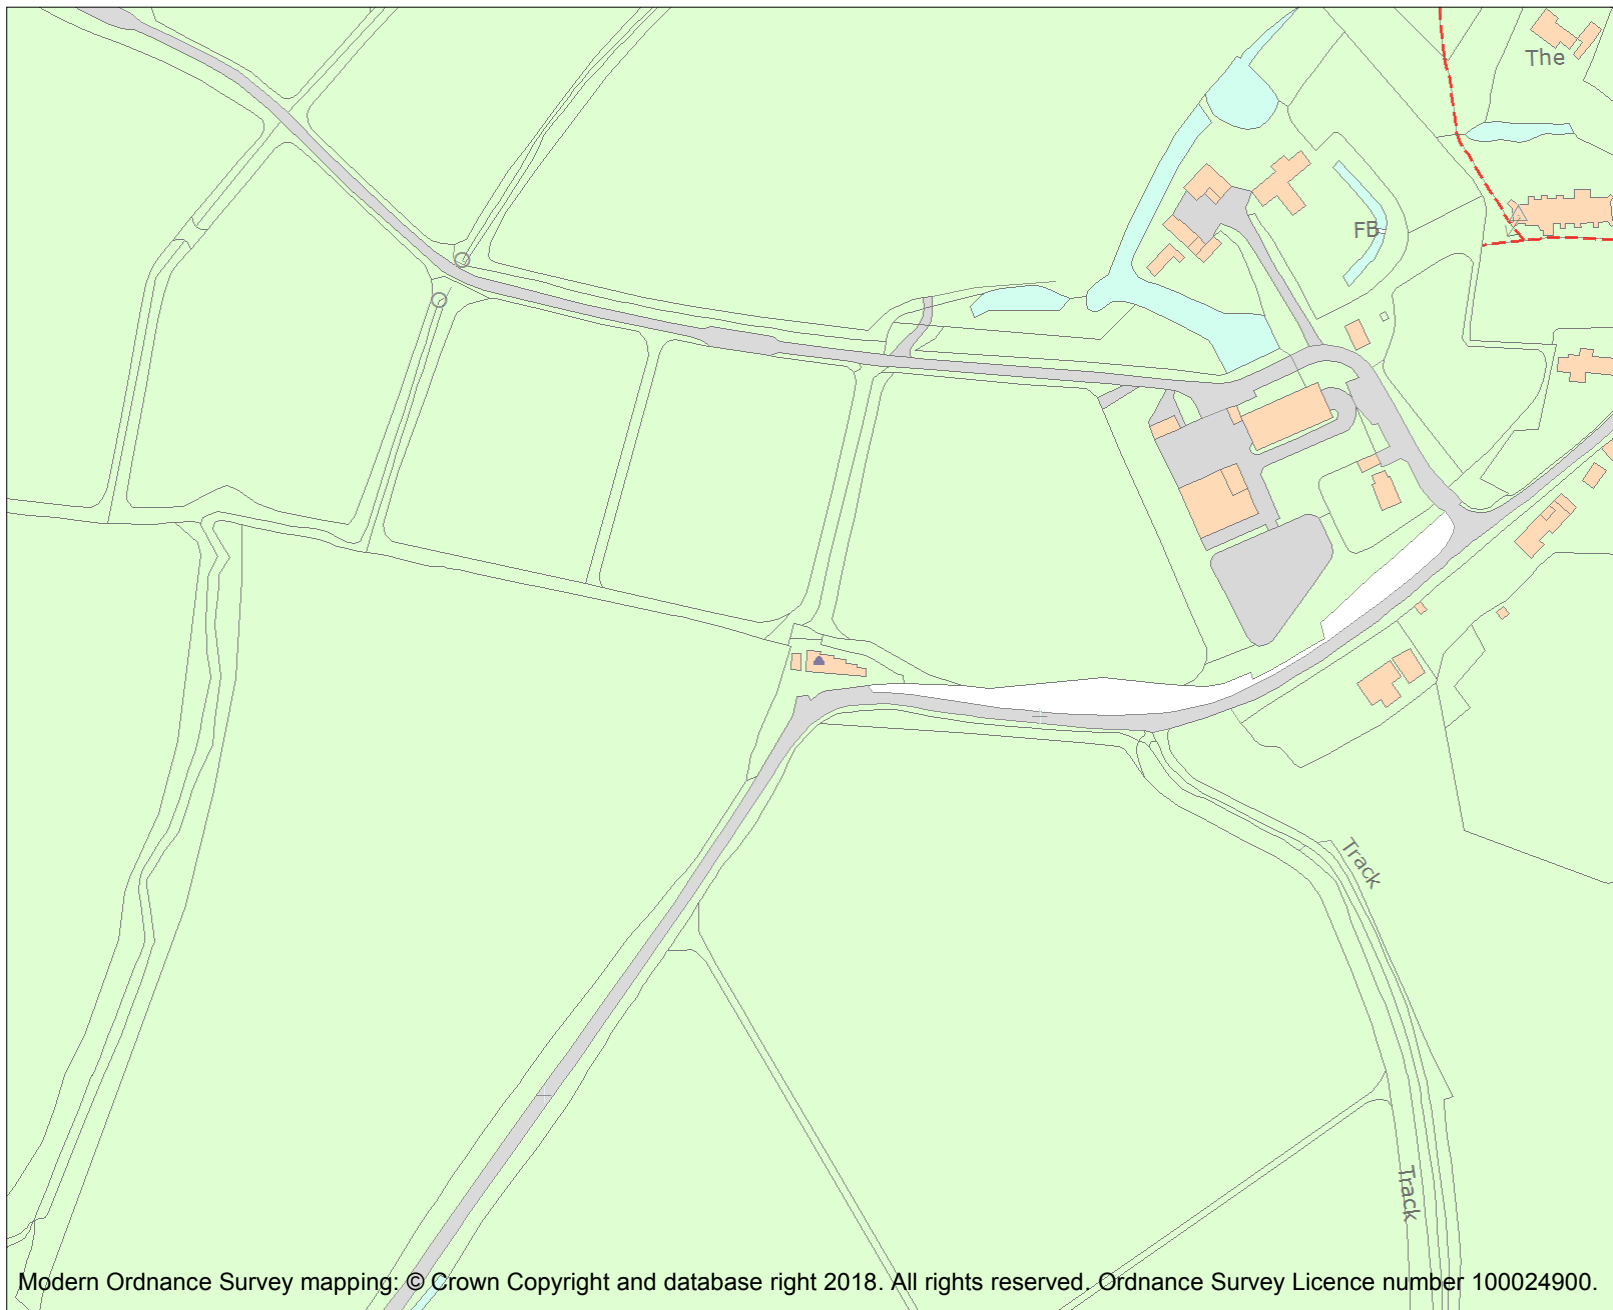 The
FB
Track
Track
Modern Ordnance Survey mapping: © Crown Copyright and database right 2018. All rights reserved. Ordnance Survey Licence number 100024900.